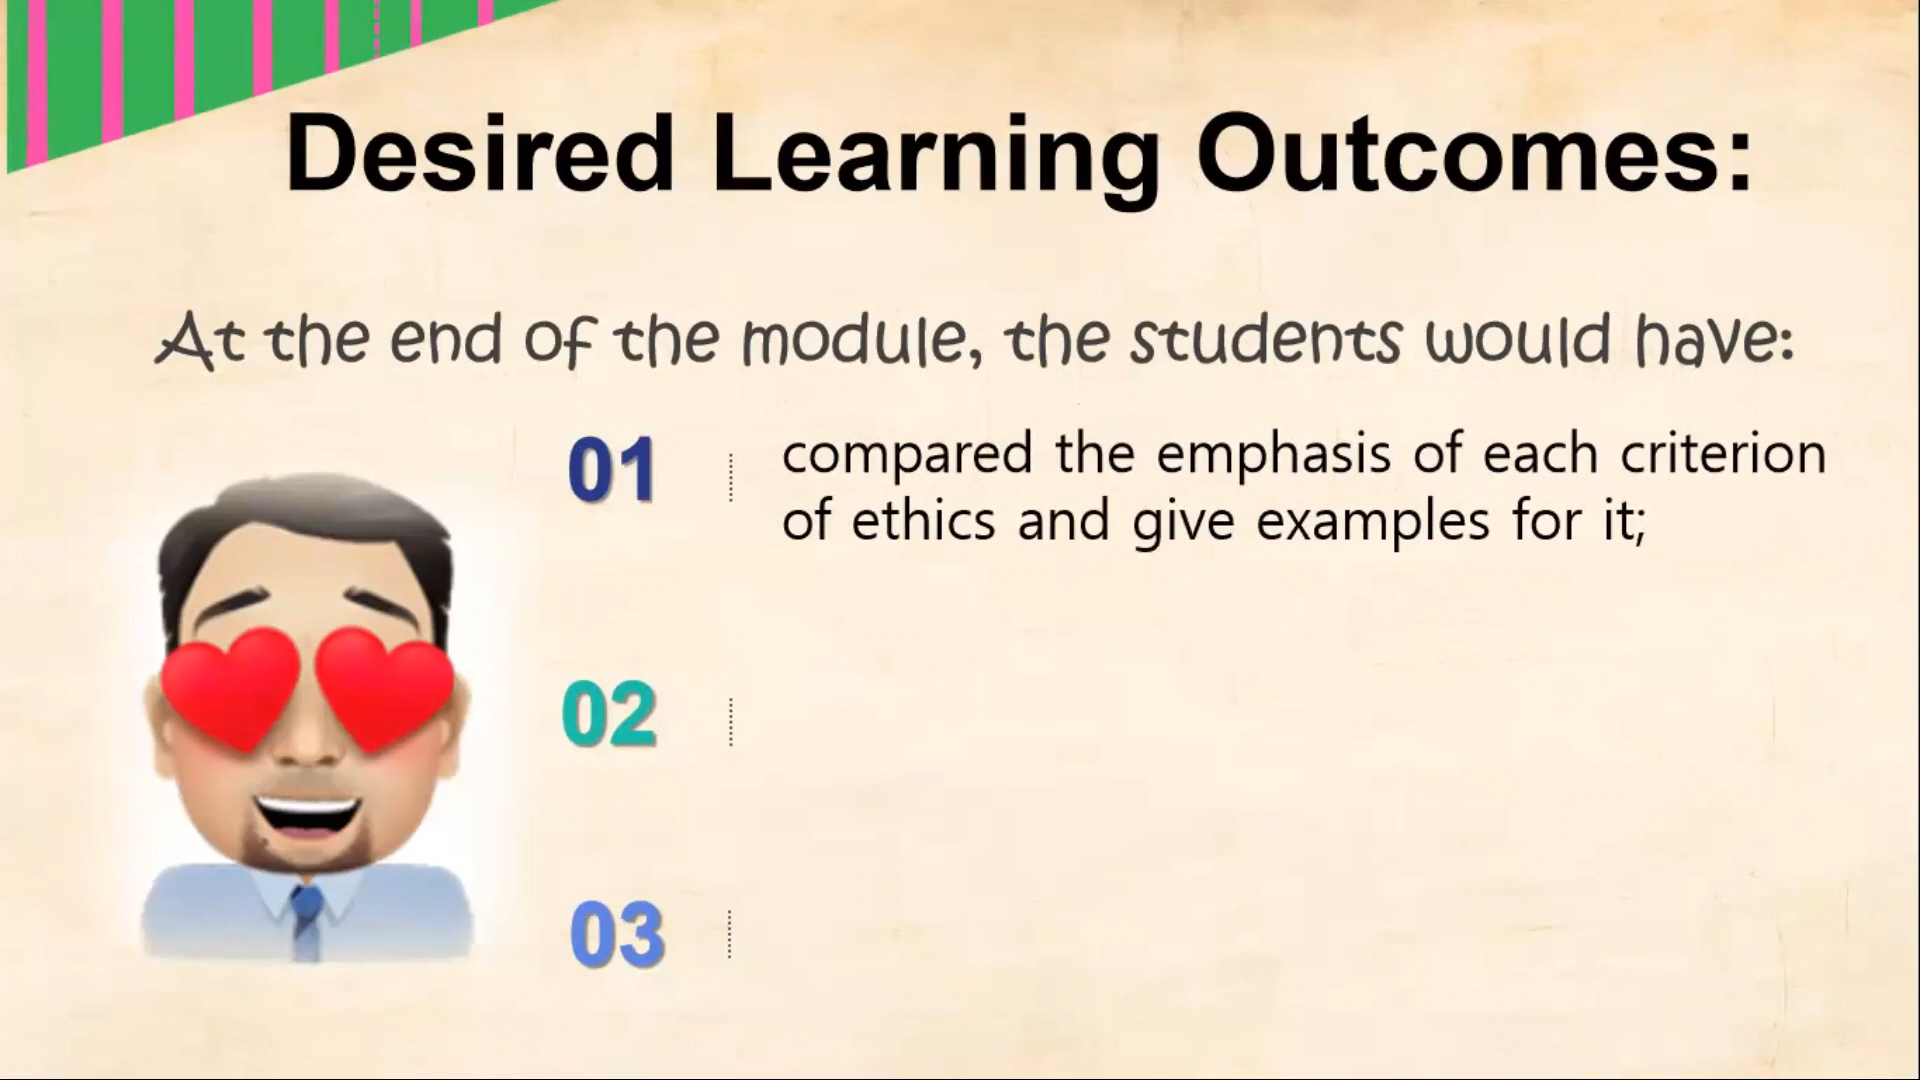 Desired Learning Outcomes:
At the end of the module, the students would have:
01
compared the emphasis of each criterion
of ethics and give examples for it;
02
03